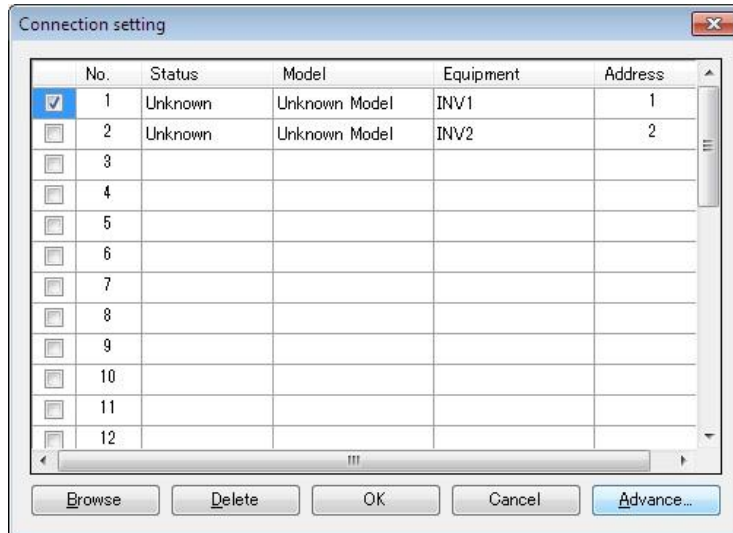 Connection setting
No. Status Model Equipment Address
1 Unknown Unknown Model INV1 1
2 Unknown Unknown Model INV2 2
3
4
5
6
7
8
9
10
11
12
Browse Delete OK Cancel Advance...